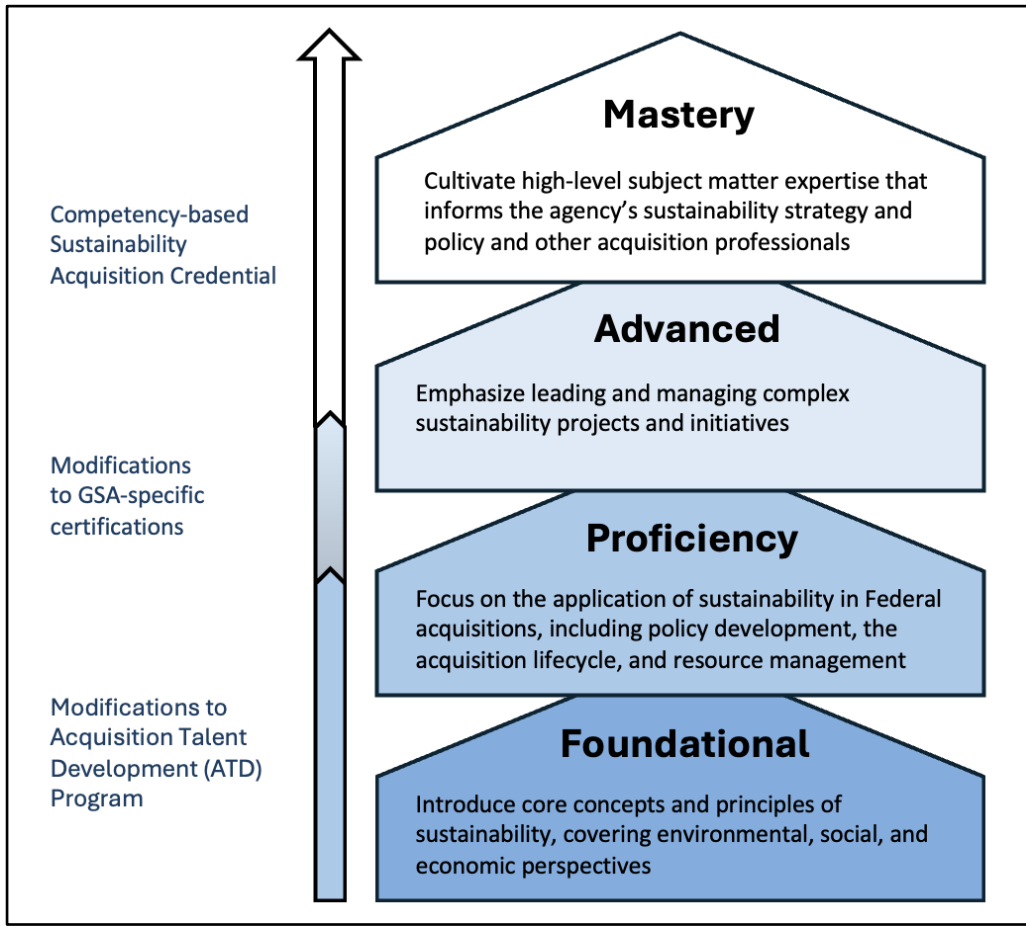 Mastery
Cultivate high-level subject matter expertise that
informs the agency's sustainability strategy and
policy and other acquisition professionals
Competency-based
Sustainability
Acquisition Credential
Advanced
Emphasize leading and managing complex
sustainability projects and initiatives
Modifications
to GSA-specific
certifications
Proficiency
Focus on the application of sustainability in Federal
acquisitions, including policy development, the
acquisition lifecycle, and resource management
Modifications to
Acquisition Talent
Development (ATD)
Program
Foundational
Introduce core concepts and principles of
sustainability, covering environmental, social, and
economic perspectives